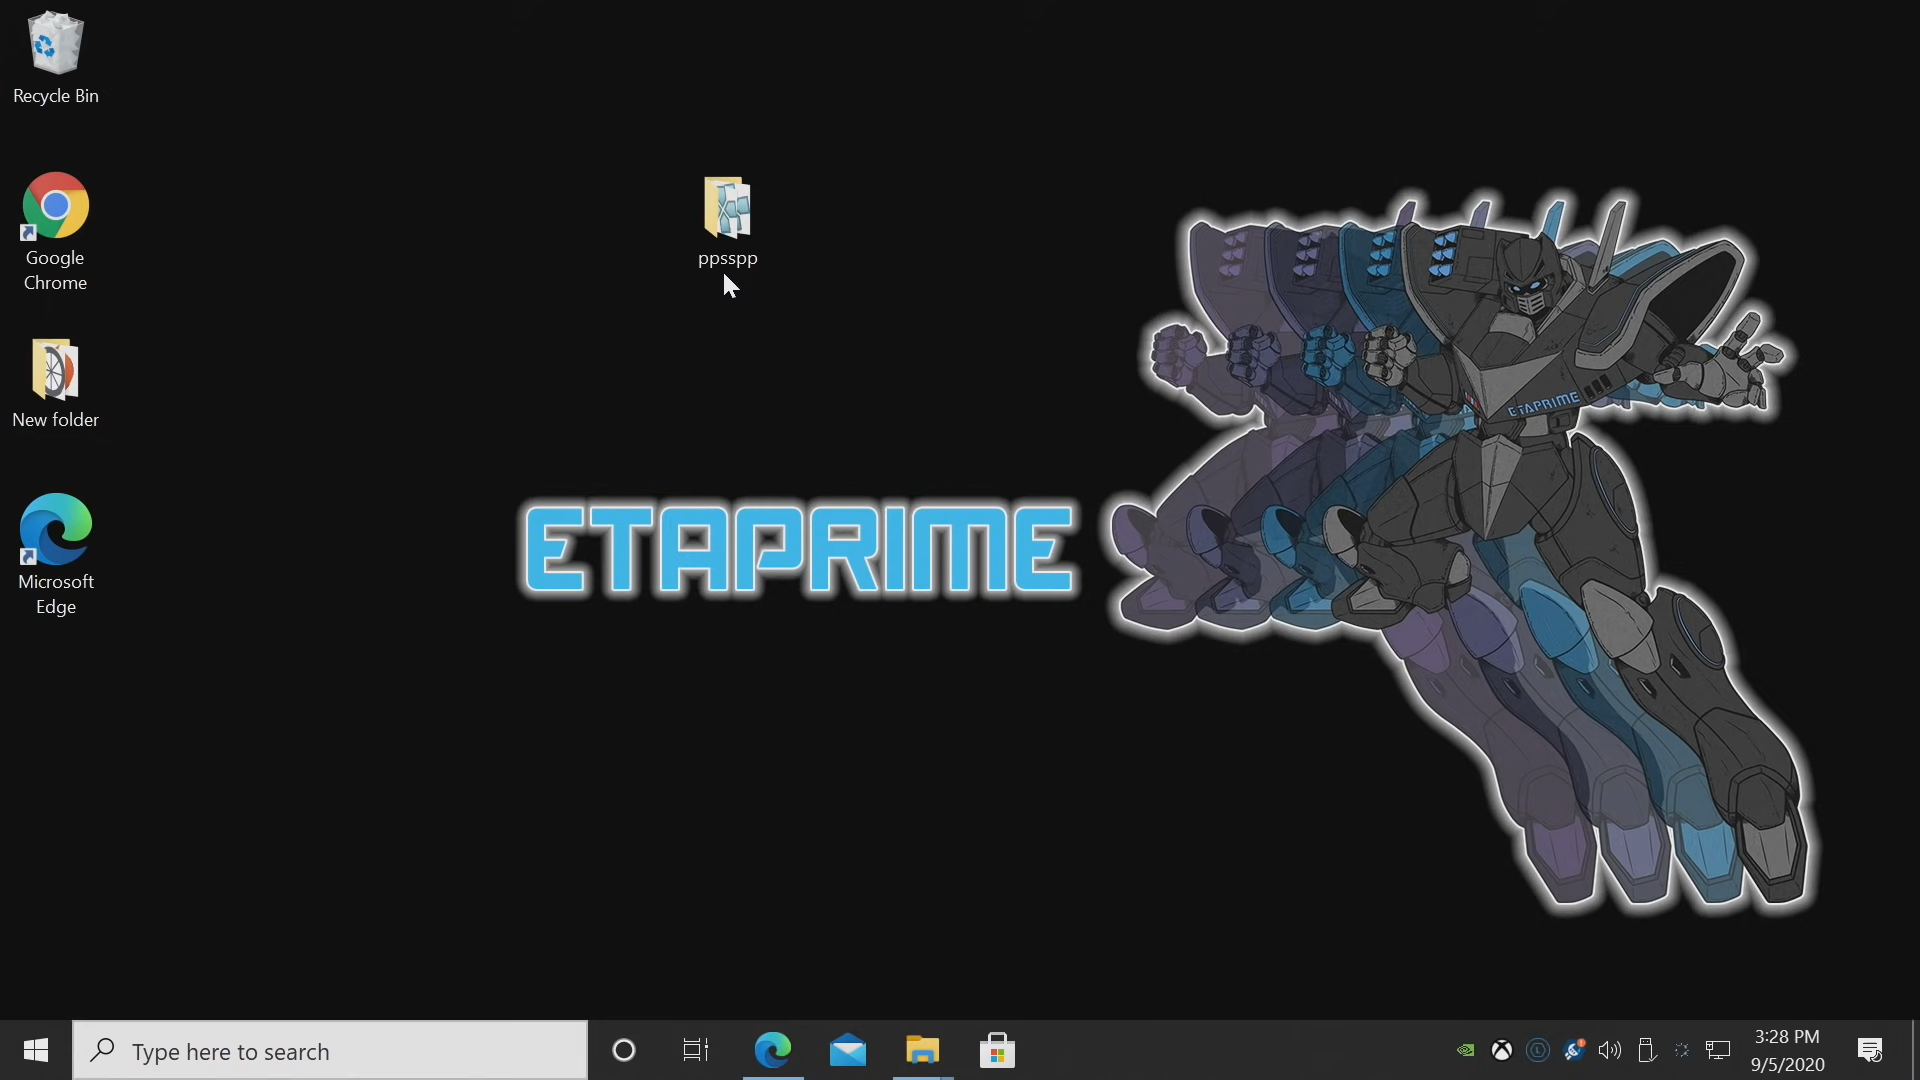 Recycle Bin
Google
Chrome
New folder
Microsoft
Edge
ppsspp
ETAPRIME
ETAPRIME
Type here to search
3:28 PM
9/5/2020